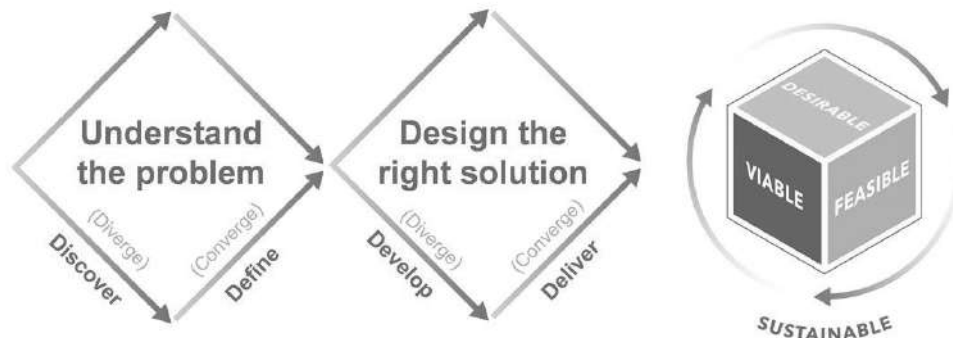 Understand
the problem
(Diverge)
Discover
(Converge)
Define
Design the
right solution
(Diverge)
Develop
(Converge)
Deliver
DESIRABLE
VIABLE
FEASIBLE
SUSTAINABLE